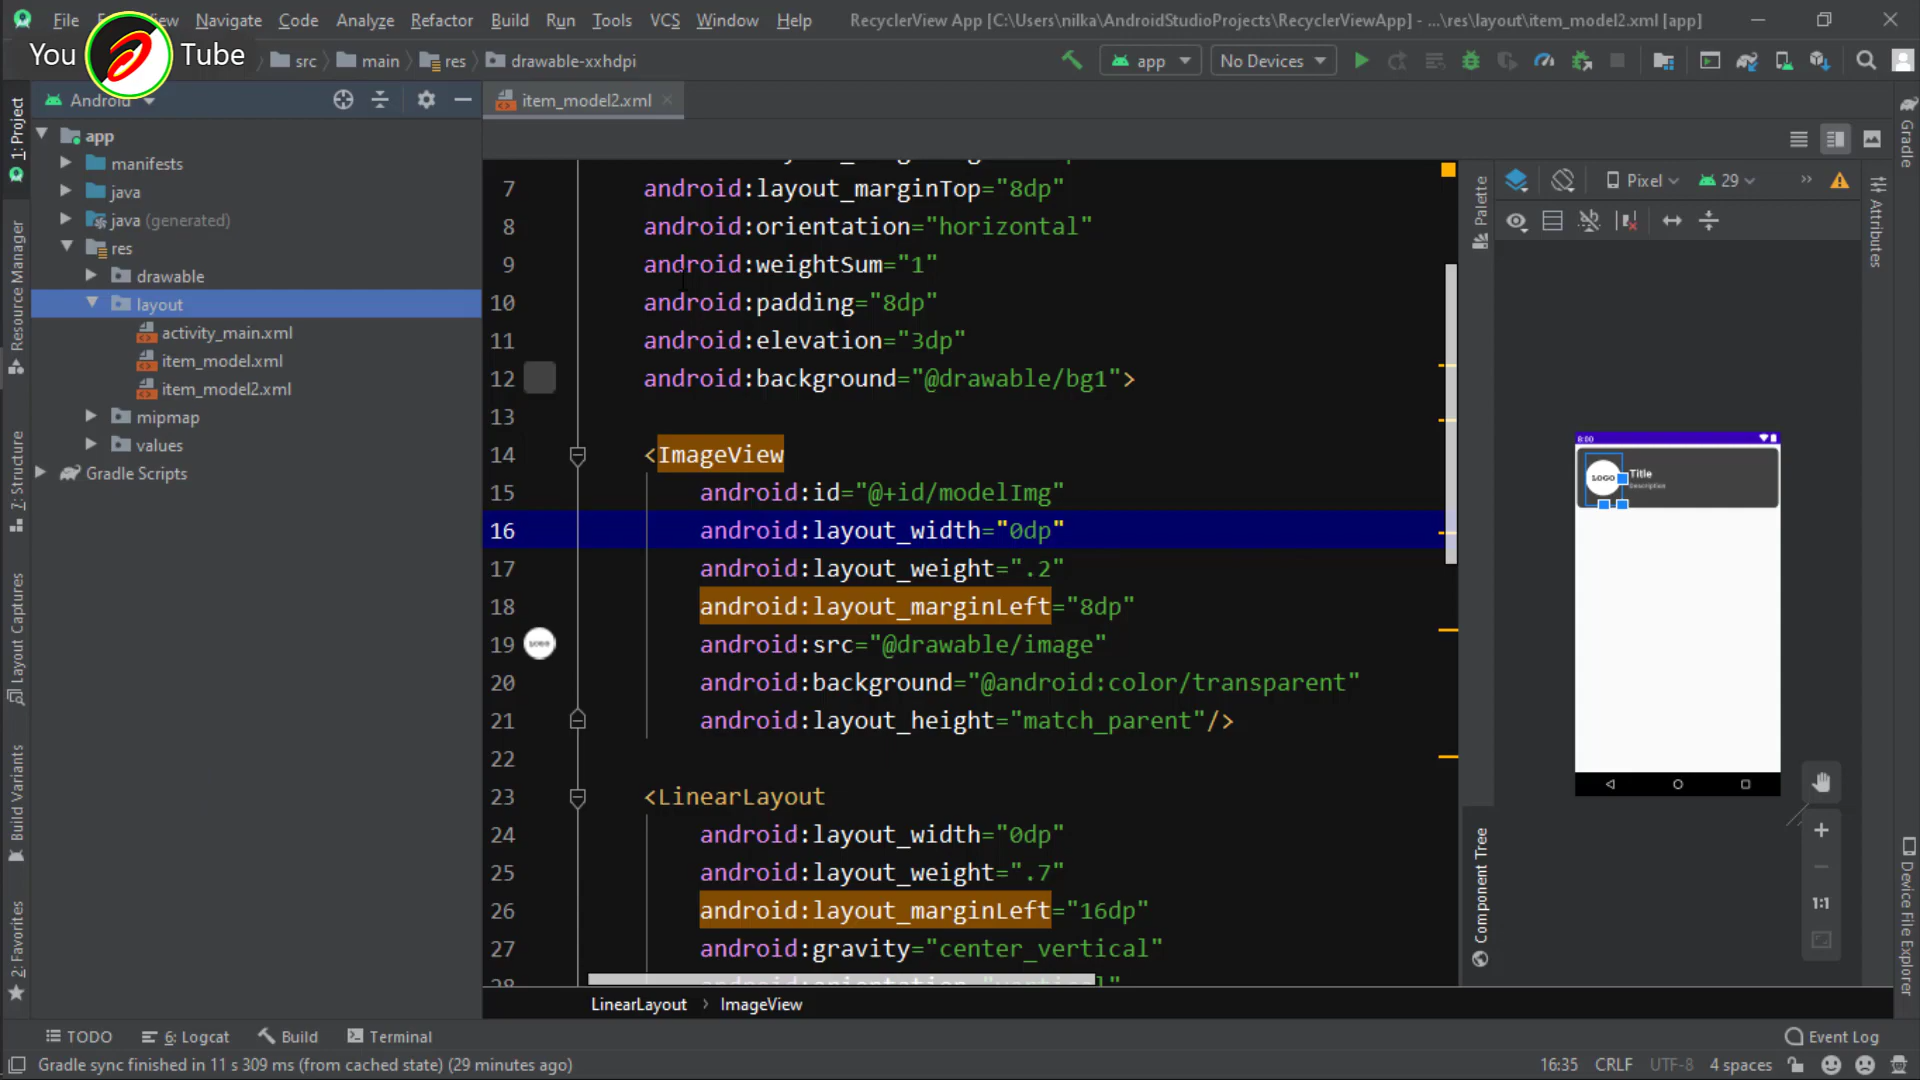 File
View
Navigate
Code
Analyze
Refactor
Build
Run
Tools
VCS
Window
Help
RecyclerView App [C:\Users\nilka\AndroidStudioProjects\RecyclerViewApp] - ...\res\layout\item_model2.xml [app]
You Tube
src
main
res
drawable-xxhdpi
app
No Devices
Android
item_model2.xml
1: Project
Resource Manager
7: Structure
Layout Captures
Build Variants
2: Favorites
app
manifests
java
java (generated)
res
drawable
layout
activity_main.xml
item_model.xml
item_model2.xml
mipmap
values
Gradle Scripts
7 android:layout_marginTop="8dp"
8 android:orientation="horizontal"
9 android:weightSum="1"
10 android:padding="8dp"
11 android:elevation="3dp"
12 android:background="@drawable/bg1">
13
14 <ImageView
15 android:id="@+id/modelImg"
16 android:layout_width="0dp"
17 android:layout_weight=".2"
18 android:layout_marginLeft="8dp"
19 android:src="@drawable/image"
20 android:background="@android:color/transparent"
21 android:layout_height="match_parent"/>
22
23 <LinearLayout
24 android:layout_width="0dp"
25 android:layout_weight=".7"
26 android:layout_marginLeft="16dp"
27 android:gravity="center_vertical"
LinearLayout > ImageView
Palette
Component Tree
Pixel
29
8:00
LOGO
Title
Description
1:1
Gradle
Attributes
Device File Explorer
TODO
6: Logcat
Build
Terminal
Event Log
Gradle sync finished in 11 s 309 ms (from cached state) (29 minutes ago)
16:35
CRLF
UTF-8
4 spaces